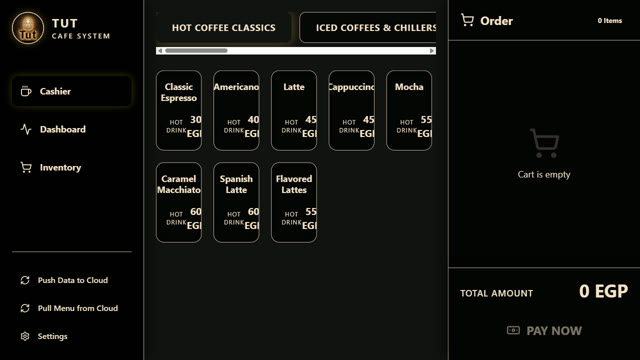 TUT
CAFE SYSTEM
Cashier
Dashboard
Inventory
Push Data to Cloud
Pull Menu from Cloud
Settings
HOT COFFEE CLASSICS
ICED COFFEES & CHILLERS
Classic
Espresso
HOT
DRINK
30
EGP
Americano
HOT
DRINK
40
EGP
Latte
HOT
DRINK
45
EGP
Cappuccino
HOT
DRINK
45
EGP
Mocha
HOT
DRINK
55
EGP
Caramel
Macchiato
HOT
DRINK
60
EGP
Spanish
Latte
HOT
DRINK
60
EGP
Flavored
Lattes
HOT
DRINK
55
EGP
Order
0 Items
Cart is empty
TOTAL AMOUNT
0 EGP
PAY NOW